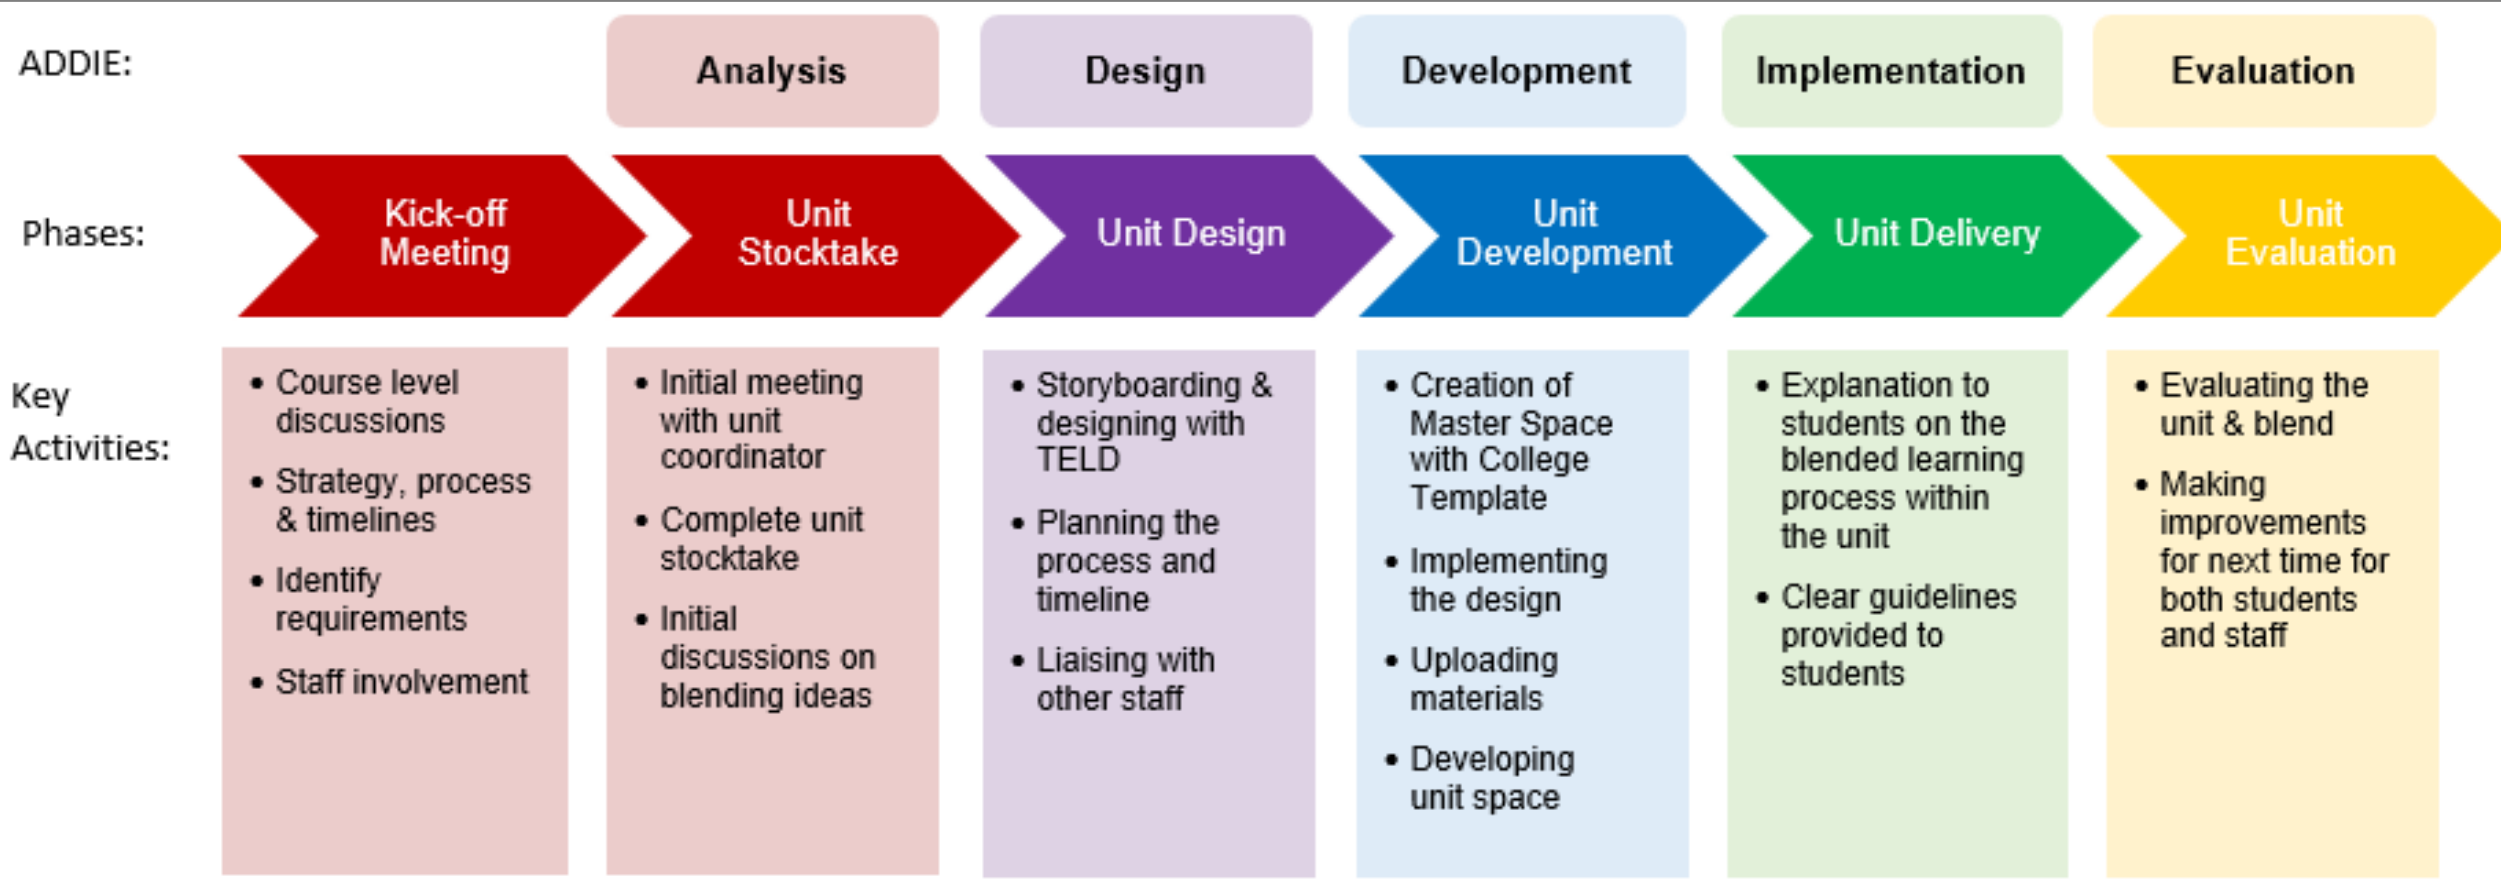 ADDIE:
Analysis
Design
Development
Implementation
Evaluation
Phases:
Kick-off
Meeting
Unit
Stocktake
Unit Design
Unit
Development
Unit Delivery
Unit
Evaluation
Key
Activities:
• Course level
discussions
• Strategy, process
& timelines
• Identify
requirements
• Staff involvement
• Initial meeting
with unit
coordinator
• Complete unit
stocktake
• Initial
discussions on
blending ideas
• Storyboarding &
designing with
TELD
• Planning the
process and
timeline
• Liaising with
other staff
• Creation of
Master Space
with College
Template
• Implementing
the design
• Uploading
materials
• Developing
unit space
• Explanation to
students on the
blended learning
process within
the unit
• Clear guidelines
provided to
students
• Evaluating the
unit & blend
• Making
improvements
for next time for
both students
and staff